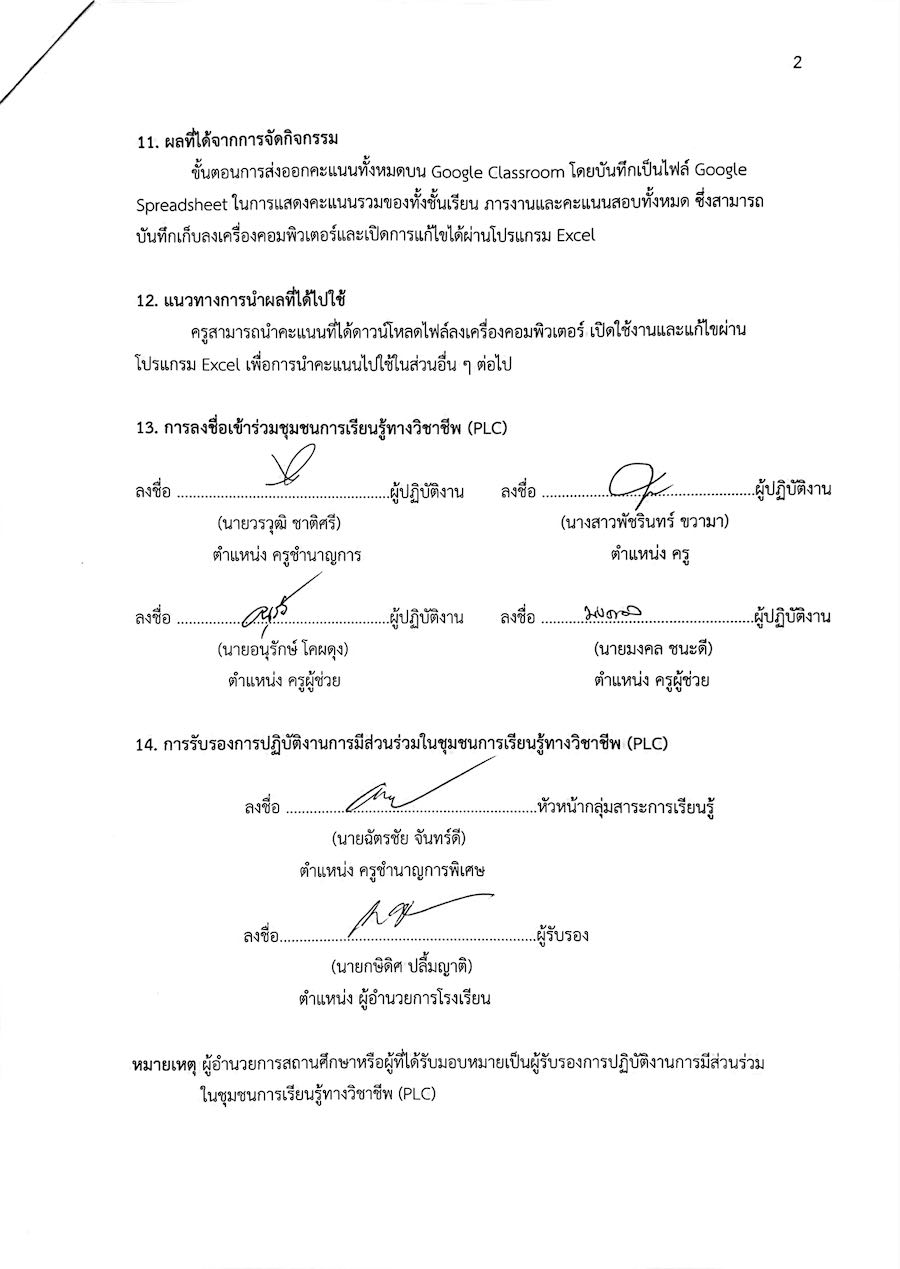 2
11. ผลที่ได้จากการจัดกิจกรรม
ขั้นตอนการส่งออกคะแนนทั้งหมดบน Google Classroom โดยบันทึกเป็นไฟล์ Google
Spreadsheet ในการแสดงคะแนนรวมของทั้งชั้นเรียน ภาระงานและคะแนนสอบทั้งหมด ซึ่งสามารถ
บันทึกเก็บลงเครื่องคอมพิวเตอร์และเปิดการแก้ไขได้ผ่านโปรแกรม Excel
12. แนวทางการนำผลที่ได้ไปใช้
ครูสามารถนำคะแนนที่ได้ดาวน์โหลดไฟล์ลงเครื่องคอมพิวเตอร์ เปิดใช้งานและแก้ไขผ่าน
โปรแกรม Excel เพื่อการนำคะแนนไปใช้ในส่วนอื่น ๆ ต่อไป
13. การลงชื่อเข้าร่วมชุมชนการเรียนรู้ทางวิชาชีพ (PLC)
ลงชื่อ .....................................................ผู้ปฏิบัติงาน ลงชื่อ .....................................................ผู้ปฏิบัติงาน
(นายวรวุฒิ ชาติศรี) (นางสาวพัชรินทร์ ขวามา)
ตำแหน่ง ครูชำนาญการ ตำแหน่ง ครู
ลงชื่อ .....................................................ผู้ปฏิบัติงาน ลงชื่อ .....................................................ผู้ปฏิบัติงาน
(นายอนุรักษ์ โคผดุง) (นายมงคล ชนะดี)
ตำแหน่ง ครูผู้ช่วย ตำแหน่ง ครูผู้ช่วย
14. การรับรองการปฏิบัติงานการมีส่วนร่วมในชุมชนการเรียนรู้ทางวิชาชีพ (PLC)
ลงชื่อ ...............................................................หัวหน้ากลุ่มสาระการเรียนรู้
(นายฉัตรชัย จันทร์ดี)
ตำแหน่ง ครูชำนาญการพิเศษ
ลงชื่อ................................................................ผู้รับรอง
(นายกษิดิศ ปลื้มญาติ)
ตำแหน่ง ผู้อำนวยการโรงเรียน
หมายเหตุ ผู้อำนวยการสถานศึกษาหรือผู้ที่ได้รับมอบหมายเป็นผู้รับรองการปฏิบัติงานการมีส่วนร่วม
ในชุมชนการเรียนรู้ทางวิชาชีพ (PLC)